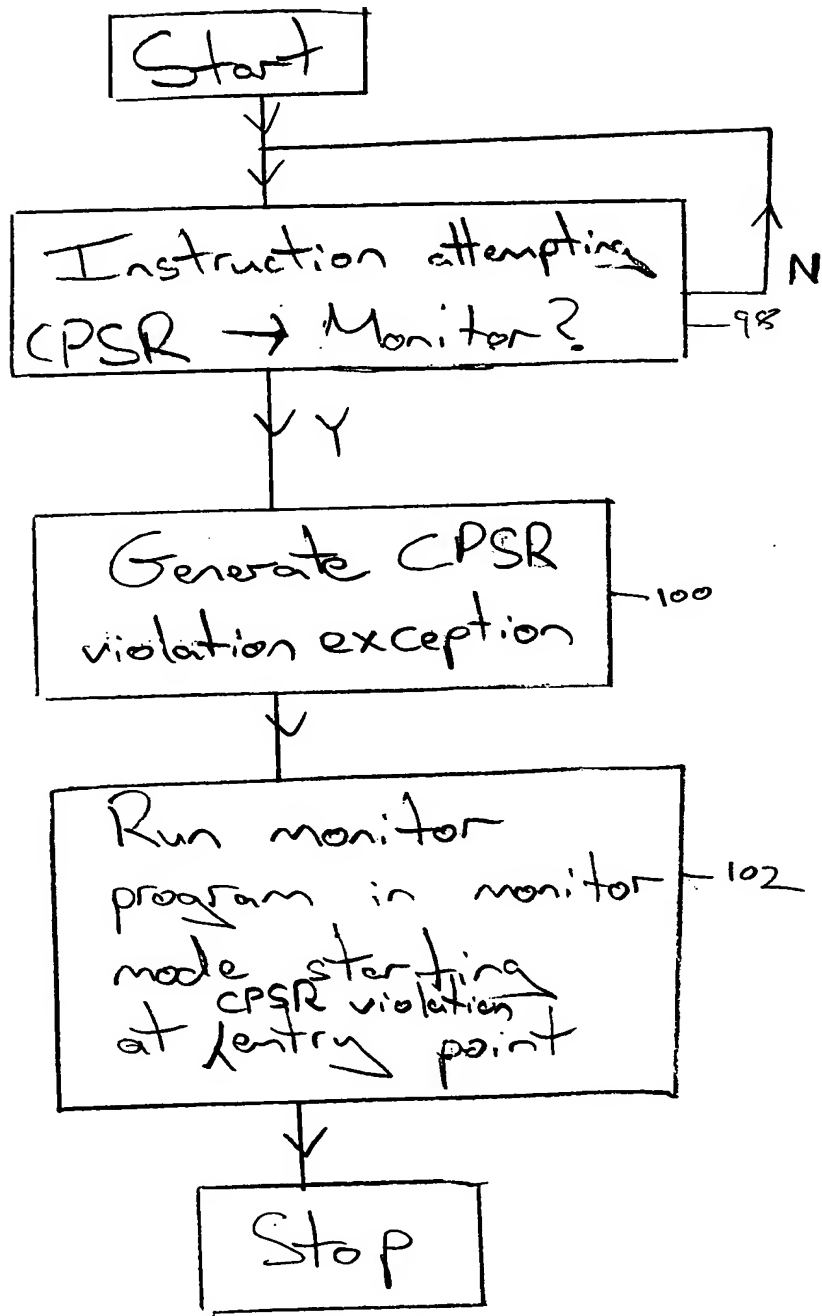 Start
Instruction attempting
CPSR → Monitor?
N
98
Y
Generate CPSR
violation exception
100
Run monitor
program in monitor
102
mode starting
CPSR violation
at entry point
Stop